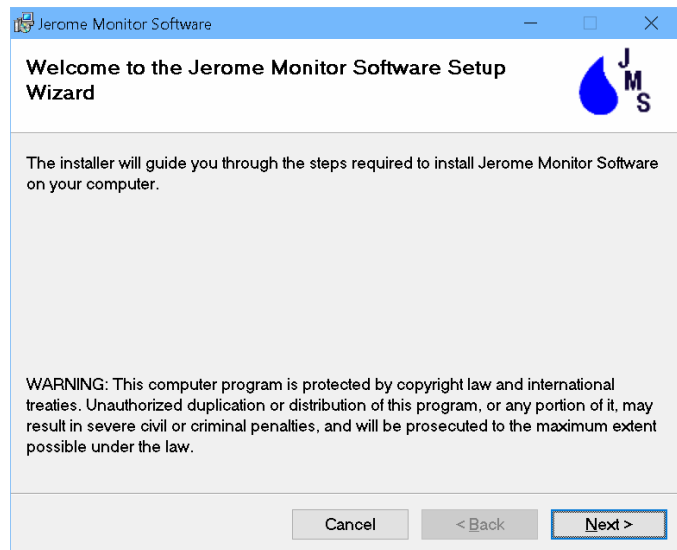 Jerome Monitor Software
Welcome to the Jerome Monitor Software Setup
Wizard
J
M
S
The installer will guide you through the steps required to install Jerome Monitor Software
on your computer.
WARNING: This computer program is protected by copyright law and international
treaties. Unauthorized duplication or distribution of this program, or any portion of it, may
result in severe civil or criminal penalties, and will be prosecuted to the maximum extent
possible under the law.
Cancel
< Back
Next >